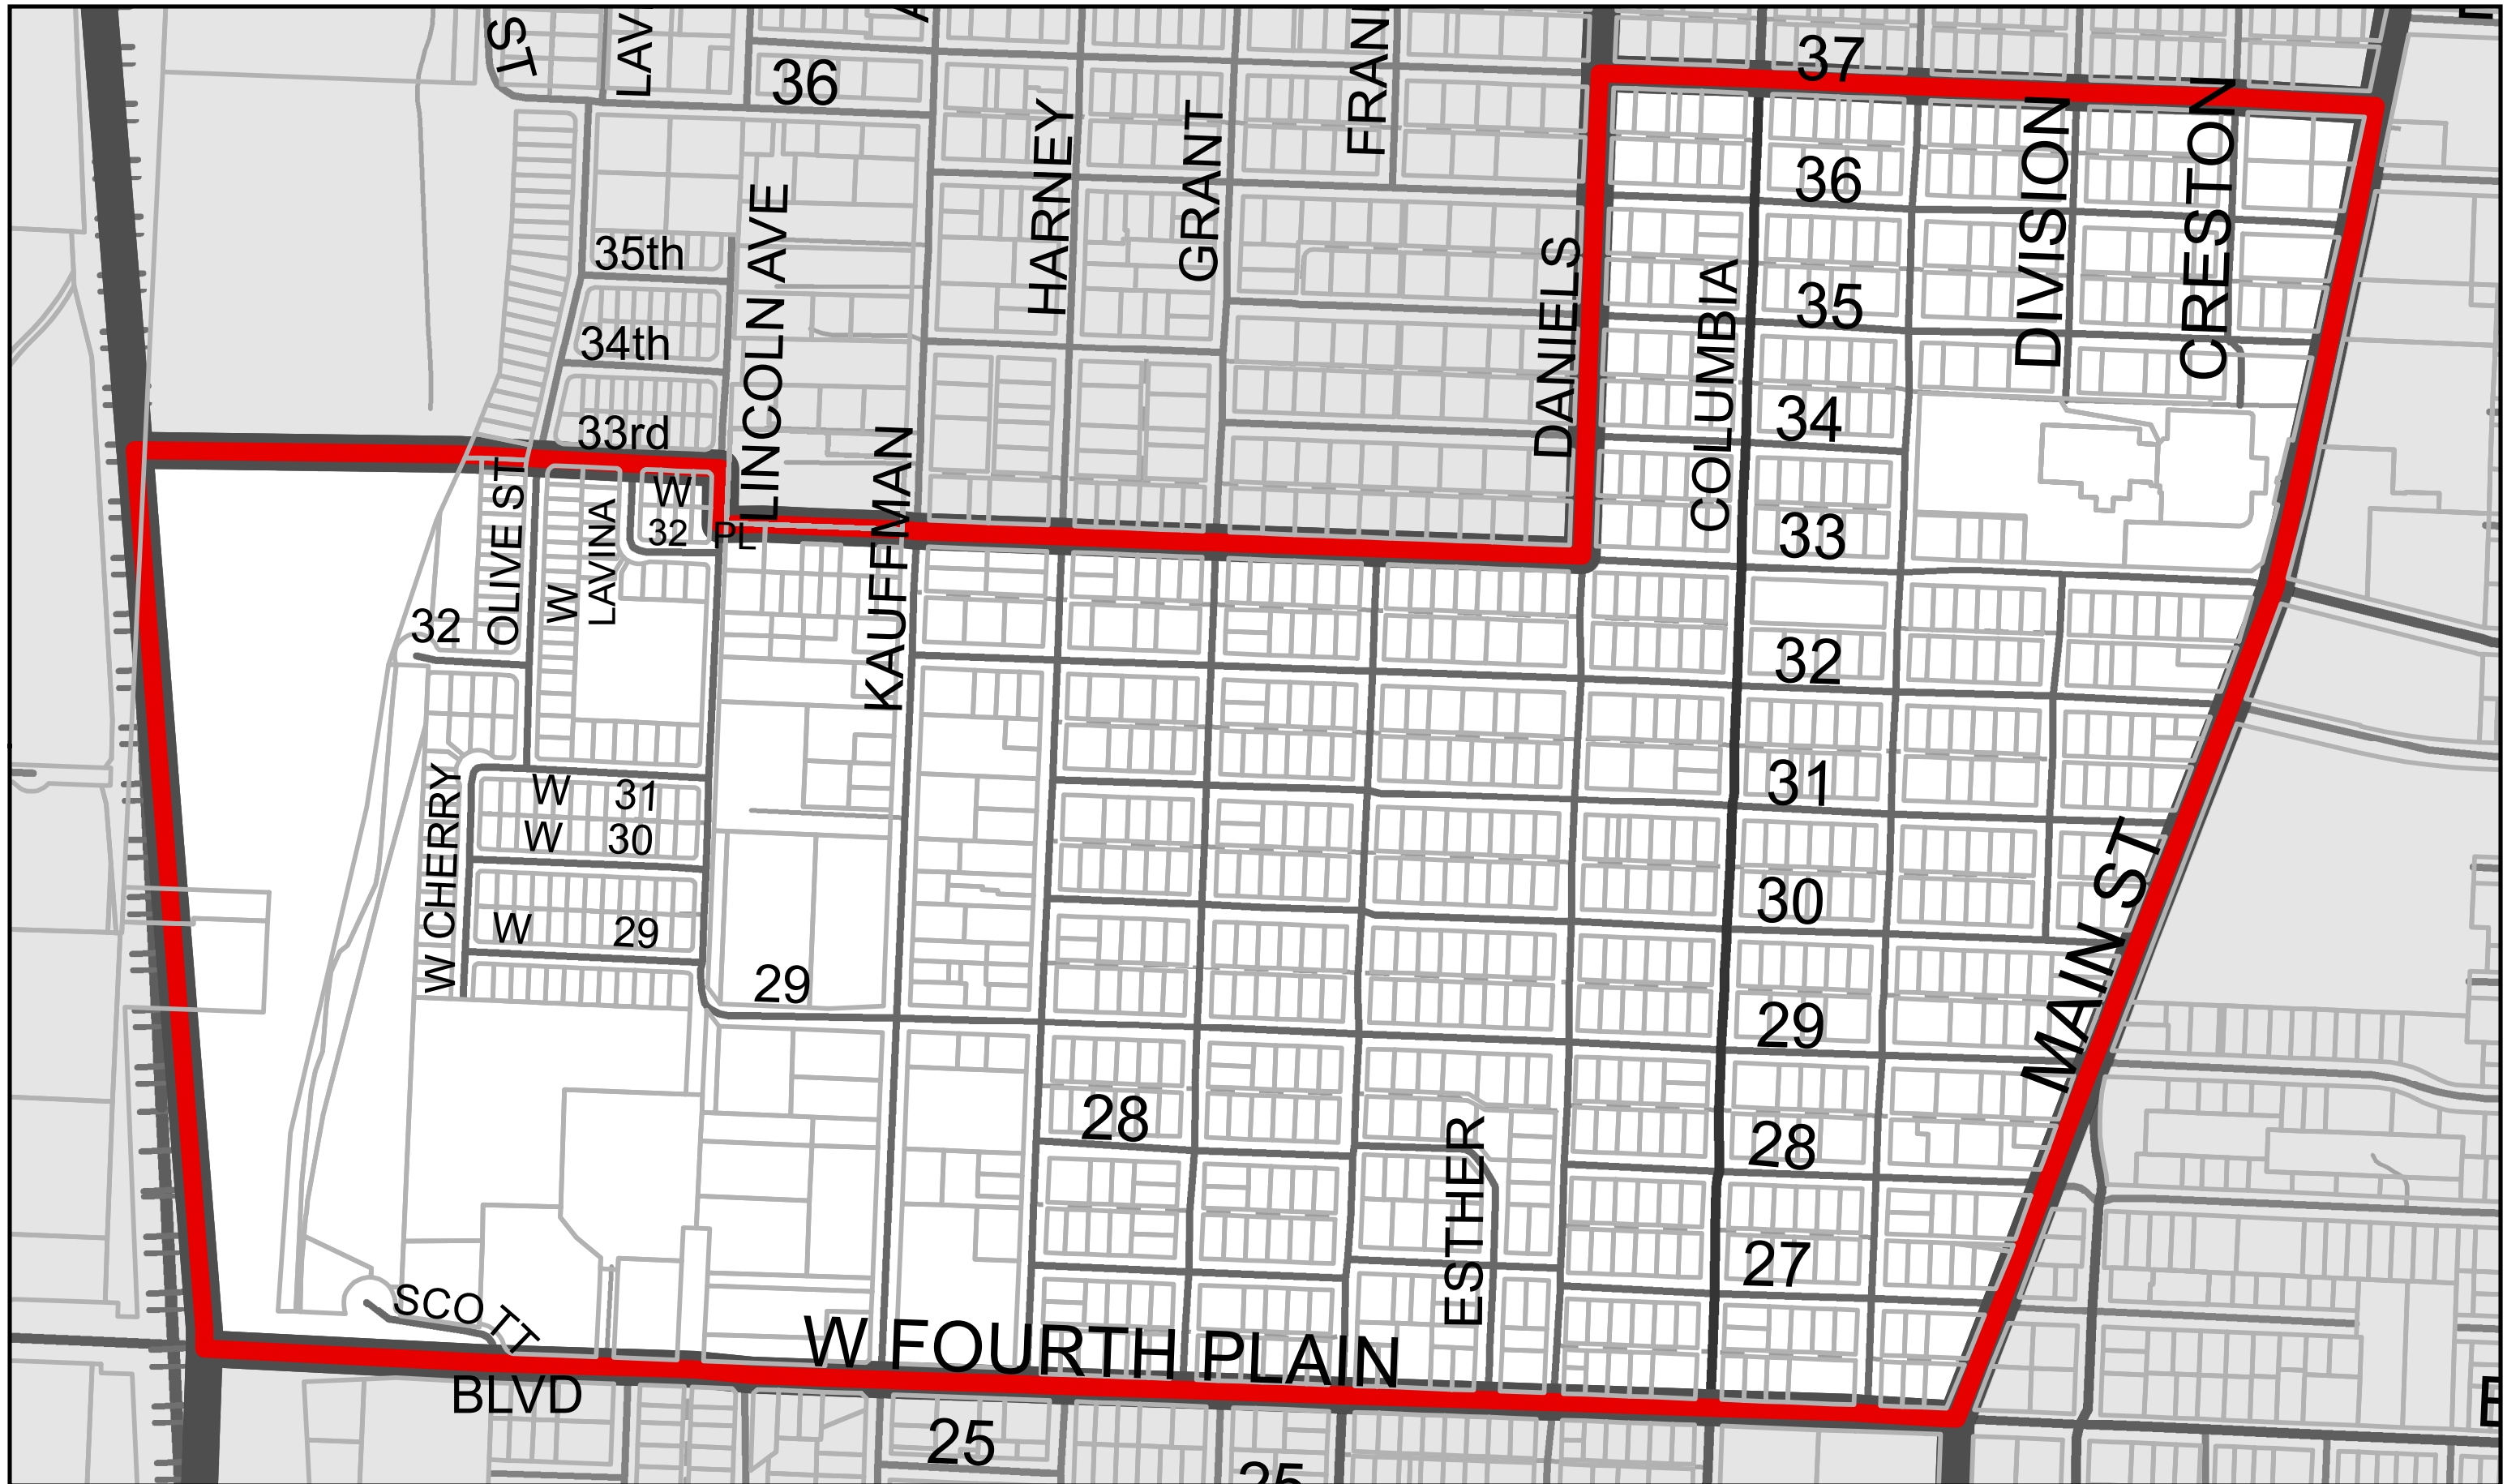 ST
LAV
36
FRAN
37
HARNEY
GRANT
DIVISION
CRESTON
36
35th
LINCOLN AVE
DANIELS
COLUMBIA
35
34th
33rd
34
KAUFFMAN
OLIVE ST
W LAVINA
W
32 PL
33
32
32
W CHERRY
W 31
W 30
31
W 29
30
MAIN ST
29
29
28
28
ESTHER
27
SCOTT
W FOURTH PLAIN
BLVD
25
25
E